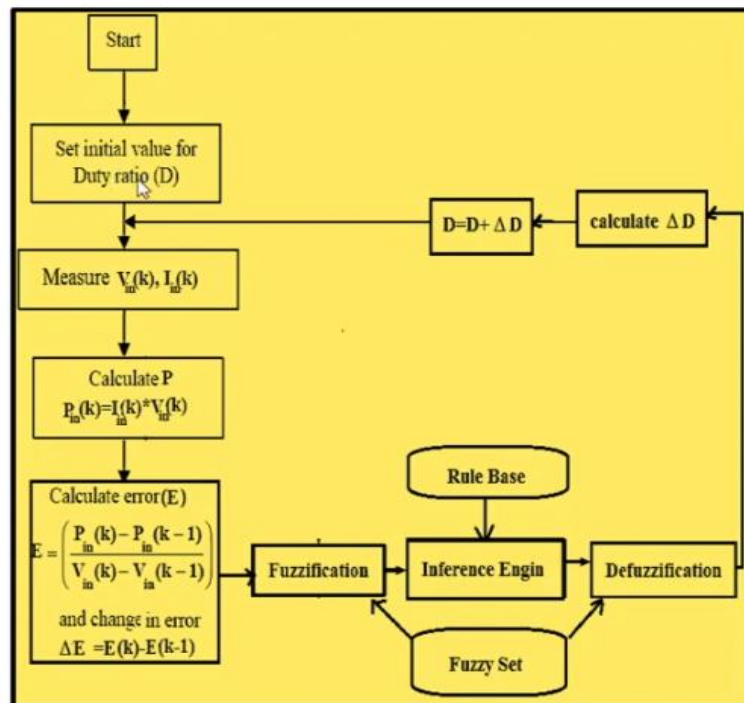 Start
Set initial value for
Duty ratio (D)
D=D+ Δ D
calculate Δ D
Measure V_in(k), I_in(k)
Calculate P
P_in(k)=I_in(k)*V_in(k)
Calculate error(E)
E = ( P_in(k) − P_in(k−1) / V_in(k) − V_in(k−1) )
and change in error
ΔE =E(k)-E(k-1)
Rule Base
Fuzzification
Inference Engin
Defuzzification
Fuzzy Set